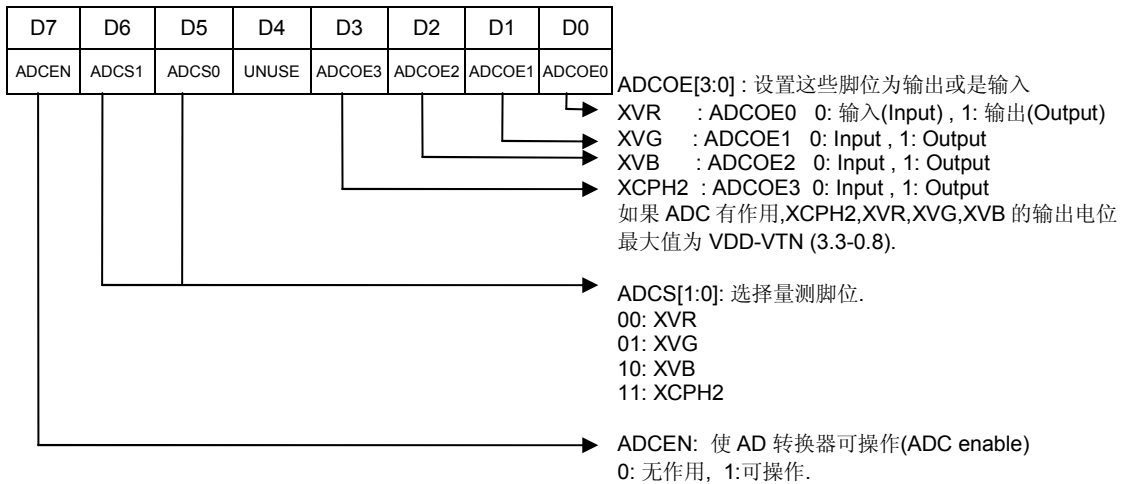 D7 D6 D5 D4 D3 D2 D1 D0
ADCEN ADCS1 ADCS0 UNUSE ADCOE3 ADCOE2 ADCOE1 ADCOE0
ADCOE[3:0] : 设置这些脚位为输出或是输入
XVR : ADCOE0 0: 输入(Input) , 1: 输出(Output)
XVG : ADCOE1 0: Input , 1: Output
XVB : ADCOE2 0: Input , 1: Output
XCPH2 : ADCOE3 0: Input , 1: Output
如果 ADC 有作用,XCPH2,XVR,XVG,XVB 的输出电位
最大值为 VDD-VTN (3.3-0.8).
ADCS[1:0]: 选择量测脚位.
00: XVR
01: XVG
10: XVB
11: XCPH2
ADCEN: 使 AD 转换器可操作(ADC enable)
0: 无作用, 1:可操作.